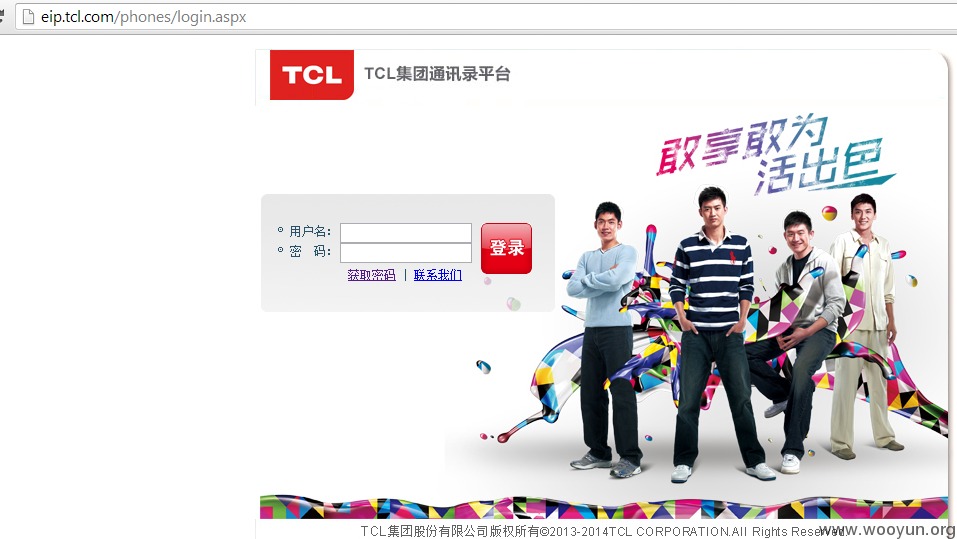 eip.tcl.com/phones/login.aspx
TCL TCL集团通讯录平台
敢享敢为
活出色
用户名：
密 码：
登录
获取密码 | 联系我们
TCL集团股份有限公司版权所有©2013-2014TCL CORPORATION.All Rights Reserved
www.wooyun.org